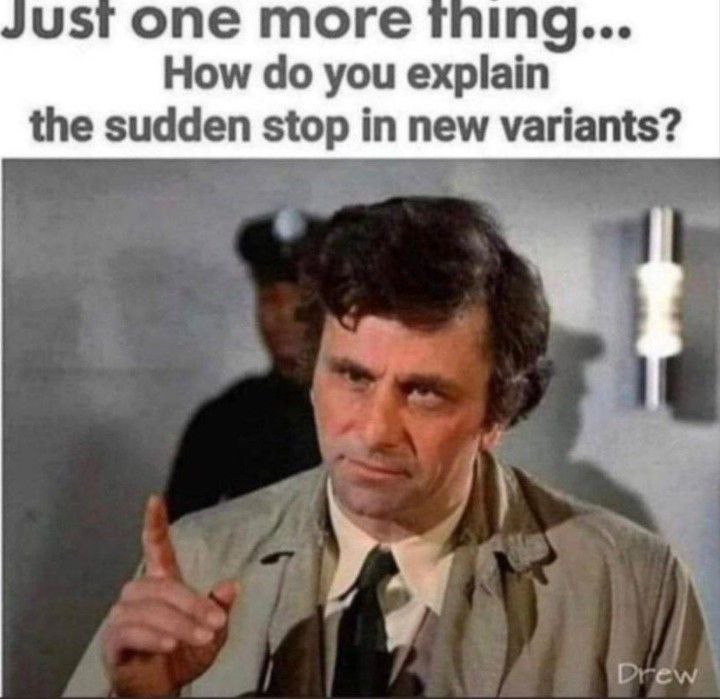 Just one more thing...
How do you explain
the sudden stop in new variants?
Drew